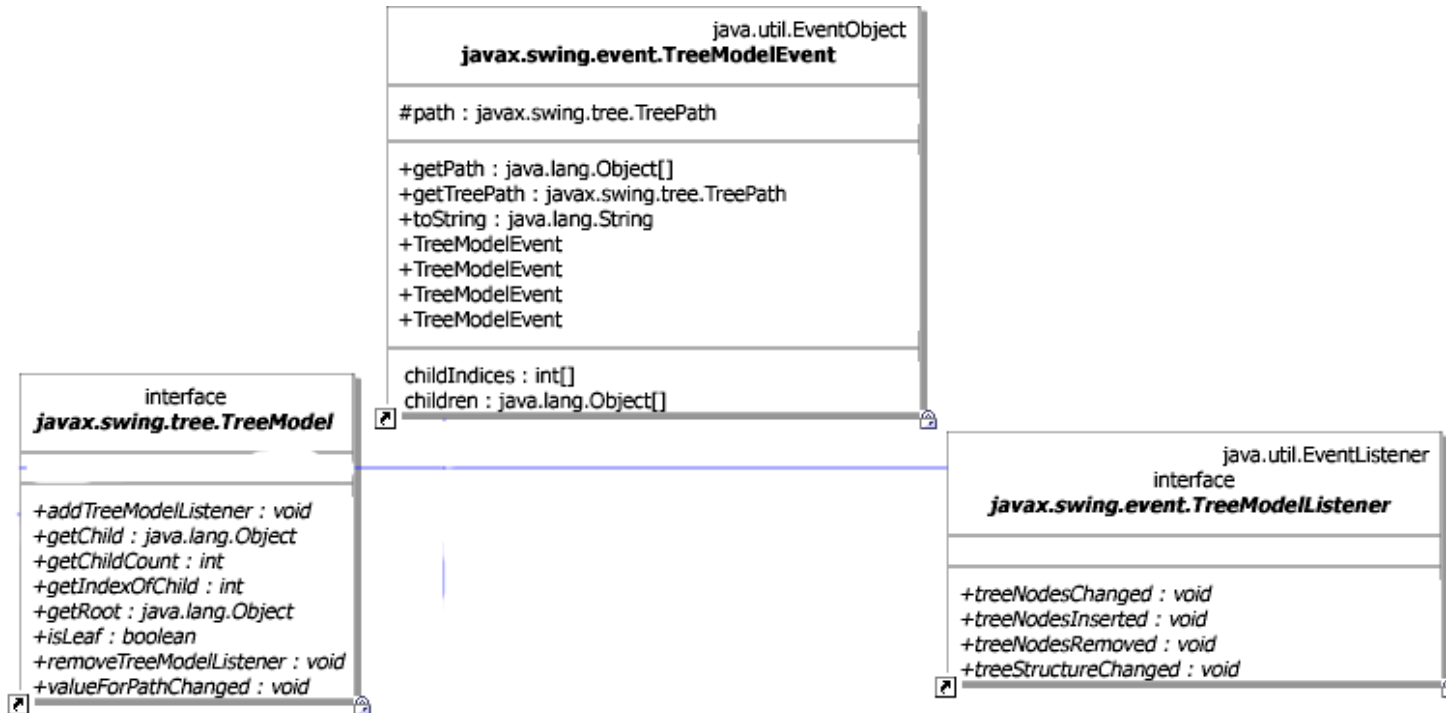 java.util.EventObject
javax.swing.event.TreeModelEvent
#path : javax.swing.tree.TreePath
+getPath : java.lang.Object[]
+getTreePath : javax.swing.tree.TreePath
+toString : java.lang.String
+TreeModelEvent
+TreeModelEvent
+TreeModelEvent
+TreeModelEvent
childIndices : int[]
children : java.lang.Object[]
interface
javax.swing.tree.TreeModel
+addTreeModelListener : void
+getChild : java.lang.Object
+getChildCount : int
+getIndexOfChild : int
+getRoot : java.lang.Object
+isLeaf : boolean
+removeTreeModelListener : void
+valueForPathChanged : void
java.util.EventListener
interface
javax.swing.event.TreeModelListener
+treeNodesChanged : void
+treeNodesInserted : void
+treeNodesRemoved : void
+treeStructureChanged : void